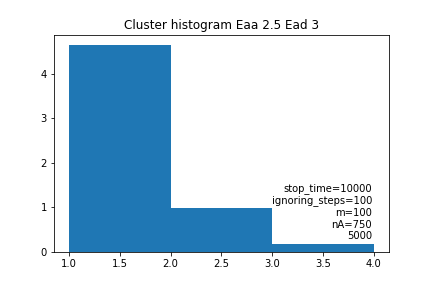 Cluster histogram Eaa 2.5 Ead 3
4
3
2
1
0
stop_time=10000
ignoring_steps=100
m=100
nA=750
5000
1.0 1.5 2.0 2.5 3.0 3.5 4.0